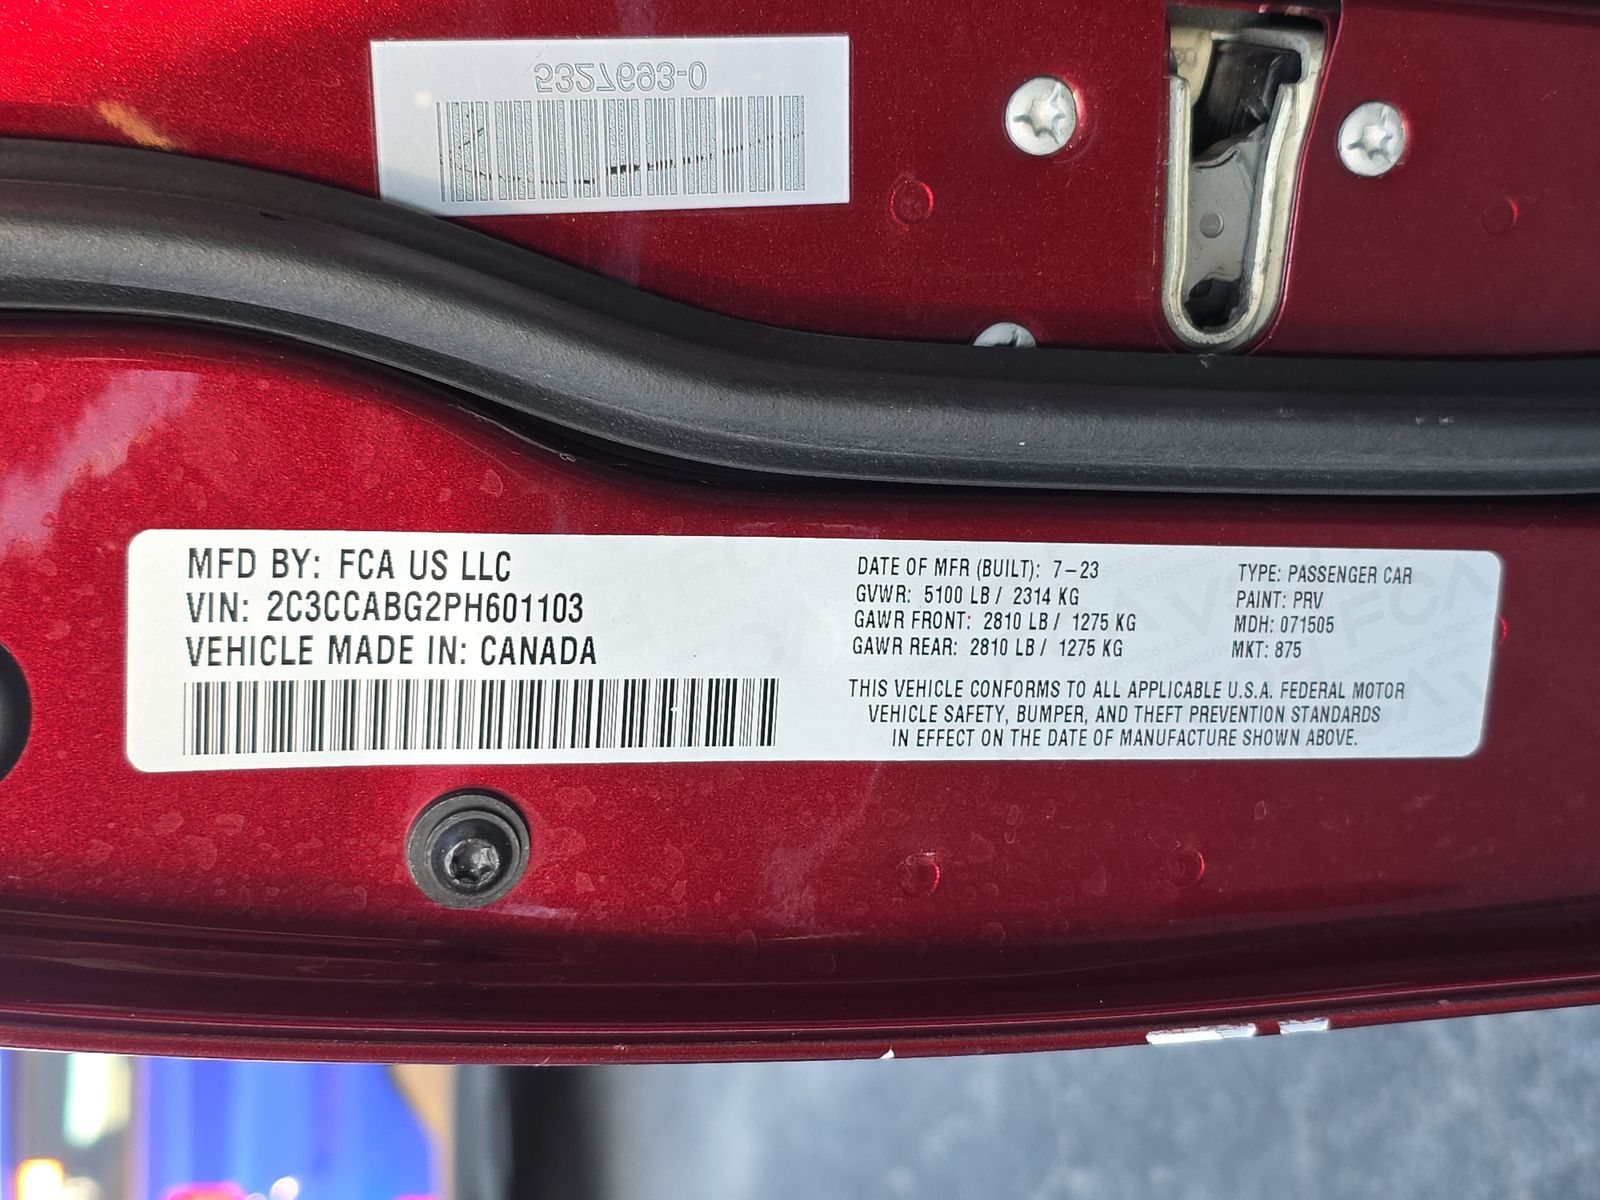 5327693-0
MFD BY: FCA US LLC
VIN: 2C3CCABG2PH601103
VEHICLE MADE IN: CANADA
DATE OF MFR (BUILT): 7-23
GVWR: 5100 LB / 2314 KG
GAWR FRONT: 2810 LB / 1275 KG
GAWR REAR: 2810 LB / 1275 KG
TYPE: PASSENGER CAR
PAINT: PRV
MDH: 071505
MKT: 875
THIS VEHICLE CONFORMS TO ALL APPLICABLE U.S.A. FEDERAL MOTOR
VEHICLE SAFETY, BUMPER, AND THEFT PREVENTION STANDARDS
IN EFFECT ON THE DATE OF MANUFACTURE SHOWN ABOVE.